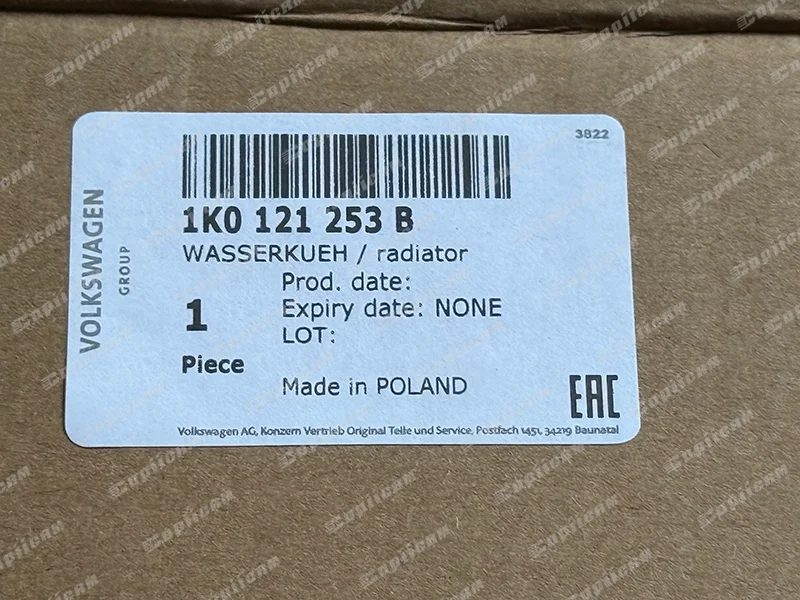 3822
VOLKSWAGEN
GROUP
1K0 121 253 B
WASSERKUEH / radiator
Prod. date:
1
Expiry date: NONE
LOT:
Piece
Made in POLAND
EAC
Volkswagen AG, Konzern Vertrieb Original Teile und Service, Postfach 1451, 34219 Baunatal